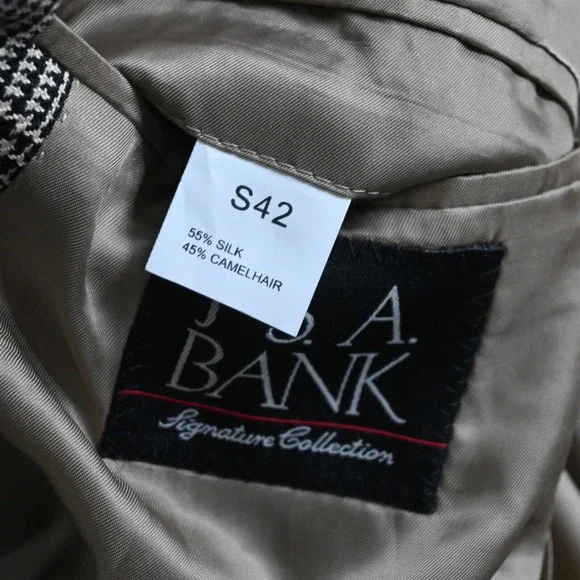 S42
55% SILK
45% CAMELHAIR
J S. A.
BANK
Signature Collection